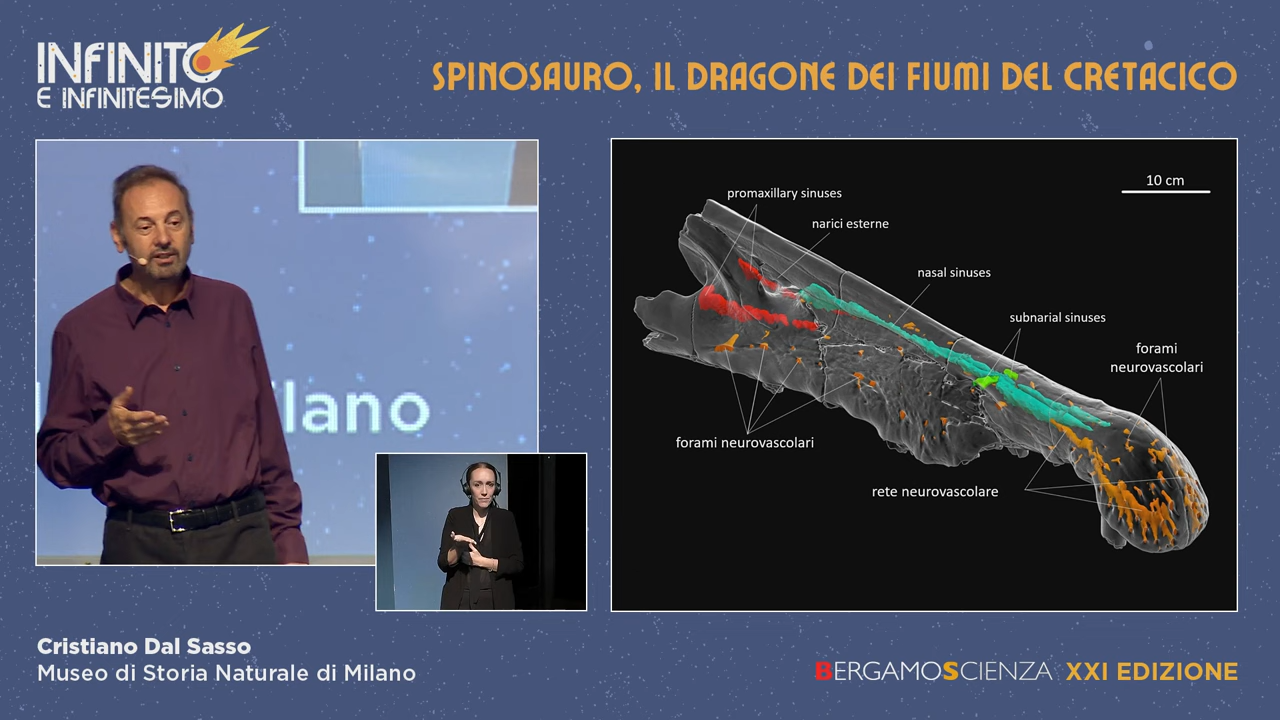 INFINITO
E INFINITESIMO
SPINOSAURO, IL DRAGONE DEI FIUMI DEL CRETACICO
lano
10 cm
promaxillary sinuses
narici esterne
nasal sinuses
subnarial sinuses
forami
neurovascolari
forami neurovascolari
rete neurovascolare
Cristiano Dal Sasso
Museo di Storia Naturale di Milano
BERGAMOSCIENZA XXI EDIZIONE